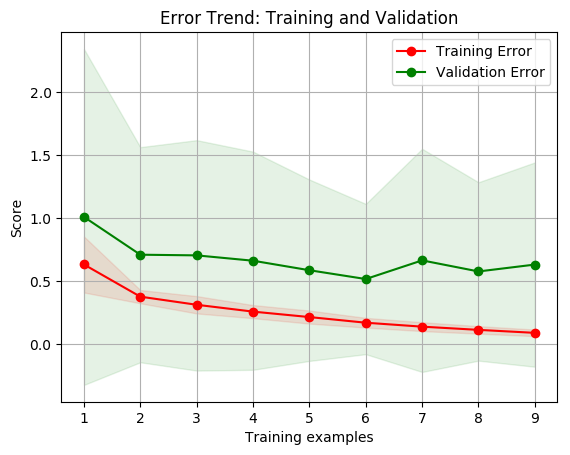 Error Trend: Training and Validation
Training Error
Validation Error
Score
2.0
1.5
1.0
0.5
0.0
1 2 3 4 5 6 7 8 9
Training examples